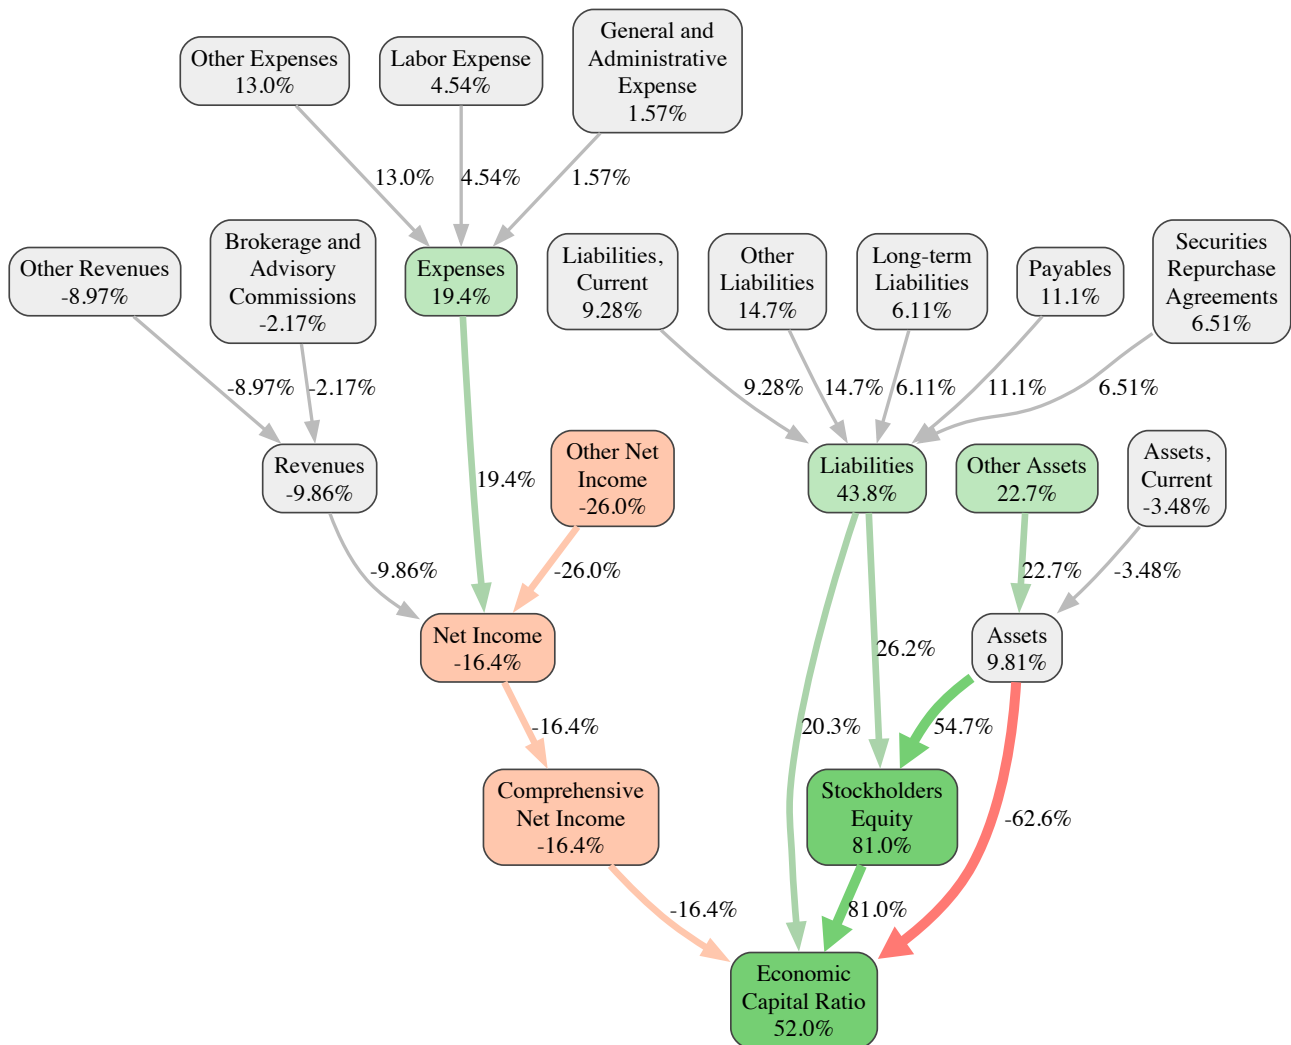 Other Expenses
13.0%
Labor Expense
4.54%
General and
Administrative
Expense
1.57%
13.0%
4.54%
1.57%
Other Revenues
-8.97%
Brokerage and
Advisory
Commissions
-2.17%
Expenses
19.4%
Liabilities,
Current
9.28%
Other
Liabilities
14.7%
Long-term
Liabilities
6.11%
Payables
11.1%
Securities
Repurchase
Agreements
6.51%
-8.97%
-2.17%
9.28%
14.7%
6.11%
11.1%
6.51%
Revenues
-9.86%
19.4%
Other Net
Income
-26.0%
Liabilities
43.8%
Other Assets
22.7%
Assets,
Current
-3.48%
-9.86%
-26.0%
22.7%
-3.48%
Net Income
-16.4%
26.2%
Assets
9.81%
-16.4%
20.3%
54.7%
Comprehensive
Net Income
-16.4%
Stockholders
Equity
81.0%
-62.6%
-16.4%
81.0%
Economic
Capital Ratio
52.0%